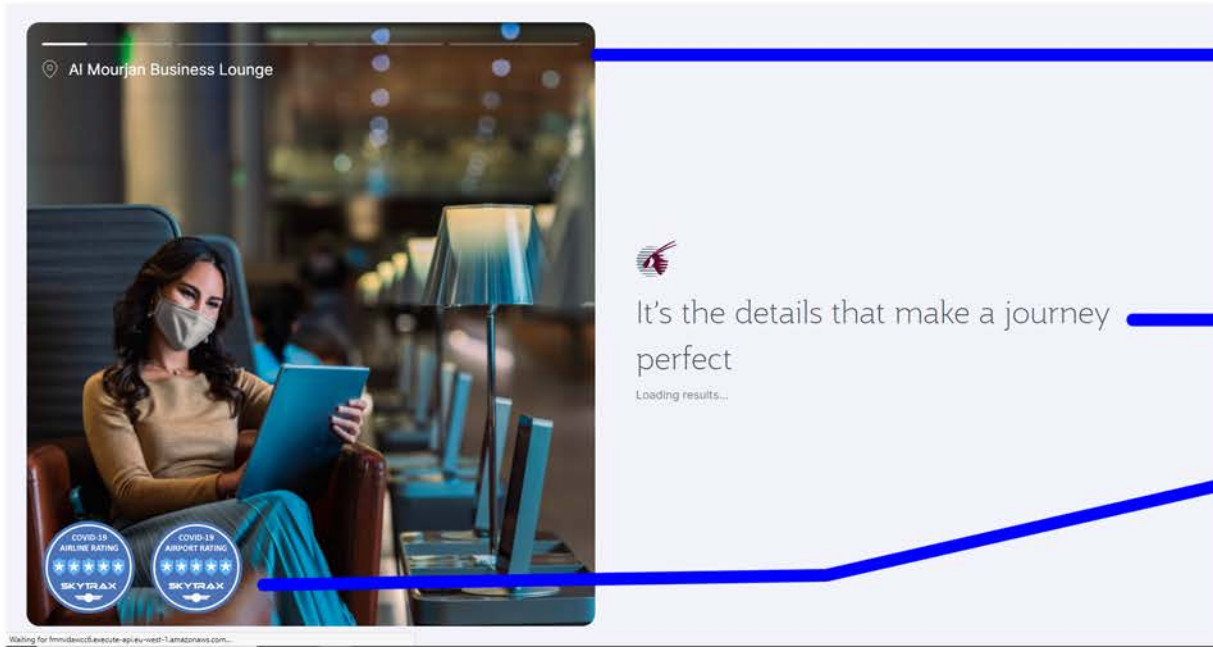 Al Mourjan Business Lounge
It's the details that make a journey
perfect
Loading results...
COVID-19
AIRLINE RATING
SKYTRAX
COVID-19
AIRPORT RATING
SKYTRAX